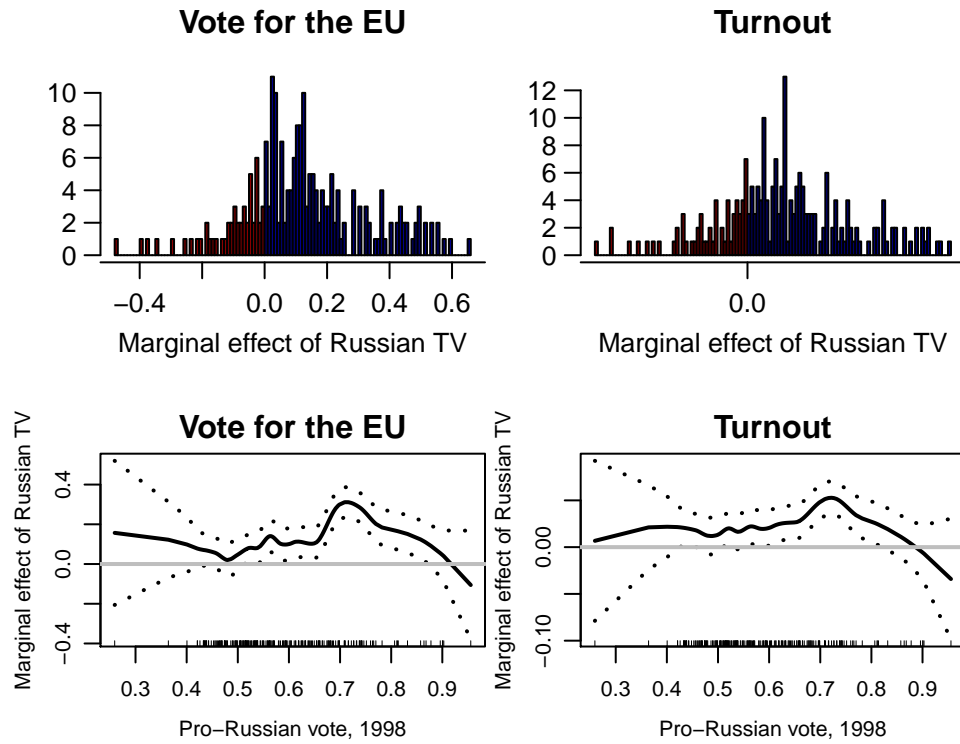 Vote for the EU
Turnout
10
8
6
4
2
0
12
10
8
6
4
2
0
−0.4 0.0 0.2 0.4 0.6
0.0
Marginal effect of Russian TV
Marginal effect of Russian TV
Vote for the EU
Turnout
Marginal effect of Russian TV
0.4
0.0
−0.4
Marginal effect of Russian TV
0.00
−0.10
0.3 0.4 0.5 0.6 0.7 0.8 0.9
0.3 0.4 0.5 0.6 0.7 0.8 0.9
Pro−Russian vote, 1998
Pro−Russian vote, 1998